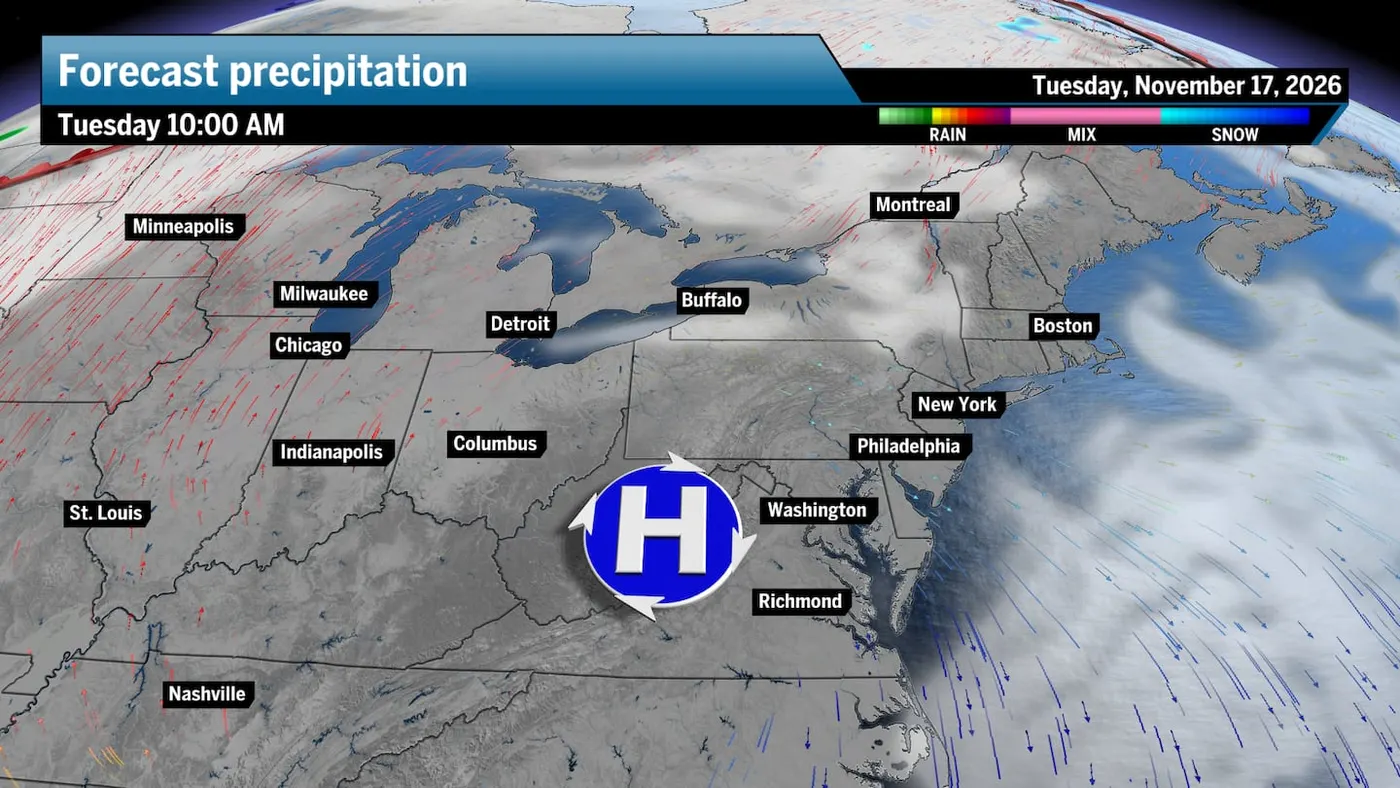 Forecast precipitation
Tuesday, November 17, 2026
Tuesday 10:00 AM
RAIN MIX SNOW
Montreal
Minneapolis
Milwaukee
Buffalo
Detroit
Boston
Chicago
New York
Columbus
Philadelphia
Indianapolis
St. Louis
Washington
H
Richmond
Nashville